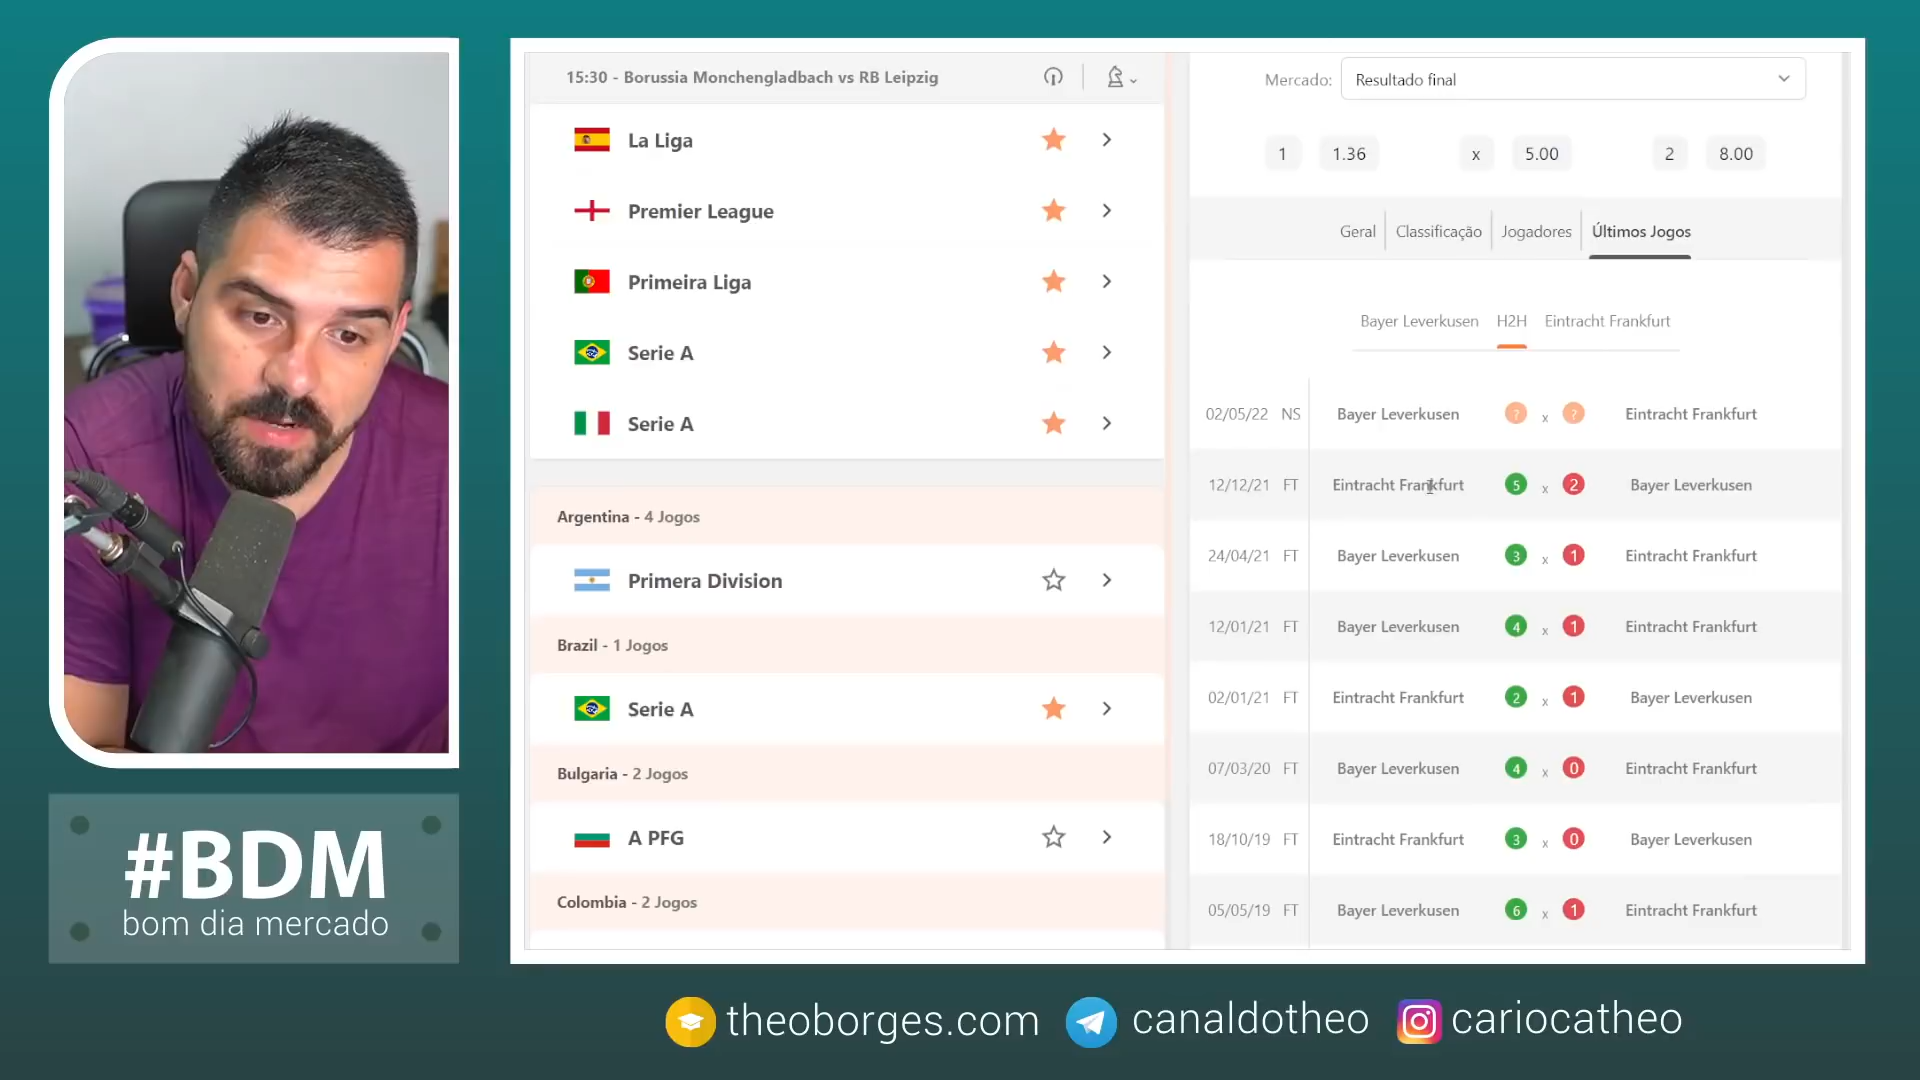 15:30 - Borussia Monchengladbach vs RB Leipzig
La Liga
Premier League
Primeira Liga
Serie A
Serie A
Argentina - 4 Jogos
Primera Division
Brazil - 1 Jogos
Serie A
Bulgaria - 2 Jogos
A PFG
Colombia - 2 Jogos
Mercado: Resultado final
1 1.36 x 5.00 2 8.00
Geral Classificação Jogadores Últimos Jogos
Bayer Leverkusen H2H Eintracht Frankfurt
02/05/22 NS Bayer Leverkusen ? x ? Eintracht Frankfurt
12/12/21 FT Eintracht Frankfurt 5 x 2 Bayer Leverkusen
24/04/21 FT Bayer Leverkusen 3 x 1 Eintracht Frankfurt
12/01/21 FT Bayer Leverkusen 4 x 1 Eintracht Frankfurt
02/01/21 FT Eintracht Frankfurt 2 x 1 Bayer Leverkusen
07/03/20 FT Bayer Leverkusen 4 x 0 Eintracht Frankfurt
18/10/19 FT Eintracht Frankfurt 3 x 0 Bayer Leverkusen
05/05/19 FT Bayer Leverkusen 6 x 1 Eintracht Frankfurt
#BDM
bom dia mercado
theoborges.com canaldotheo cariocatheo